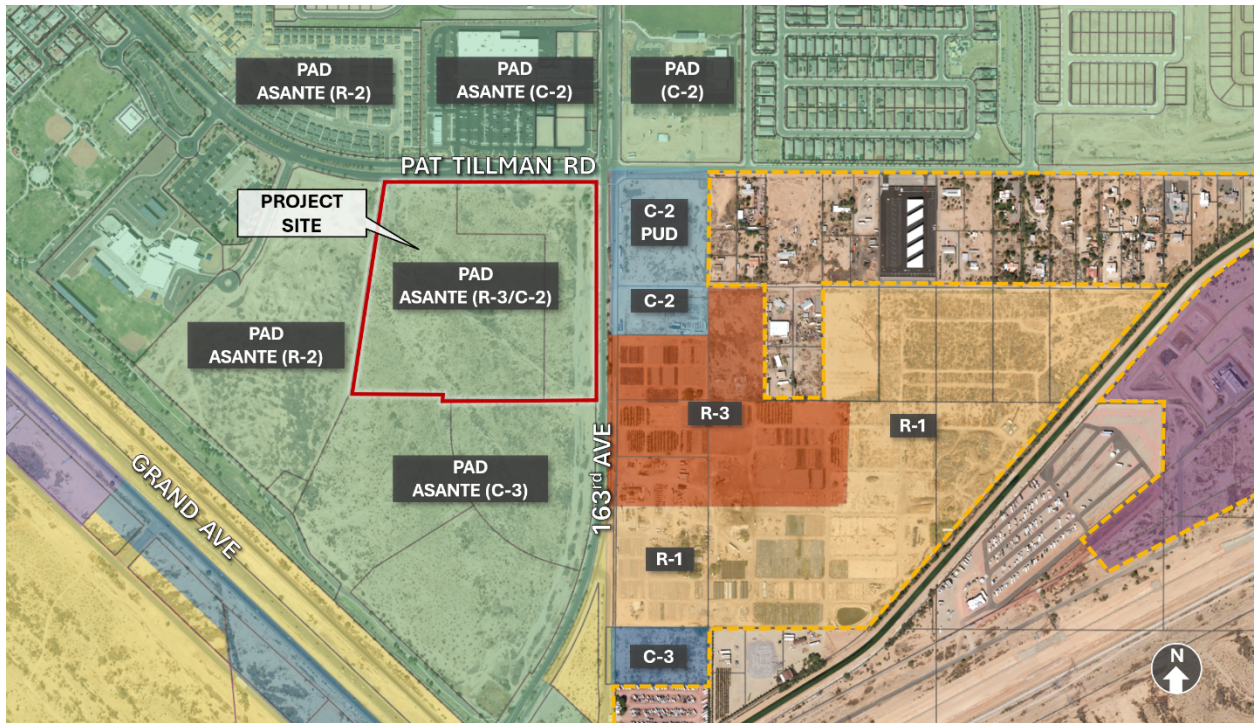 PAD
ASANTE (R-2)
PAD
ASANTE (C-2)
PAD
(C-2)
PAT TILLMAN RD
PROJECT
SITE
C-2
PUD
PAD
ASANTE (R-3/C-2)
C-2
PAD
ASANTE (R-2)
R-3
R-1
PAD
ASANTE (C-3)
163rd AVE
GRAND AVE
R-1
C-3
N